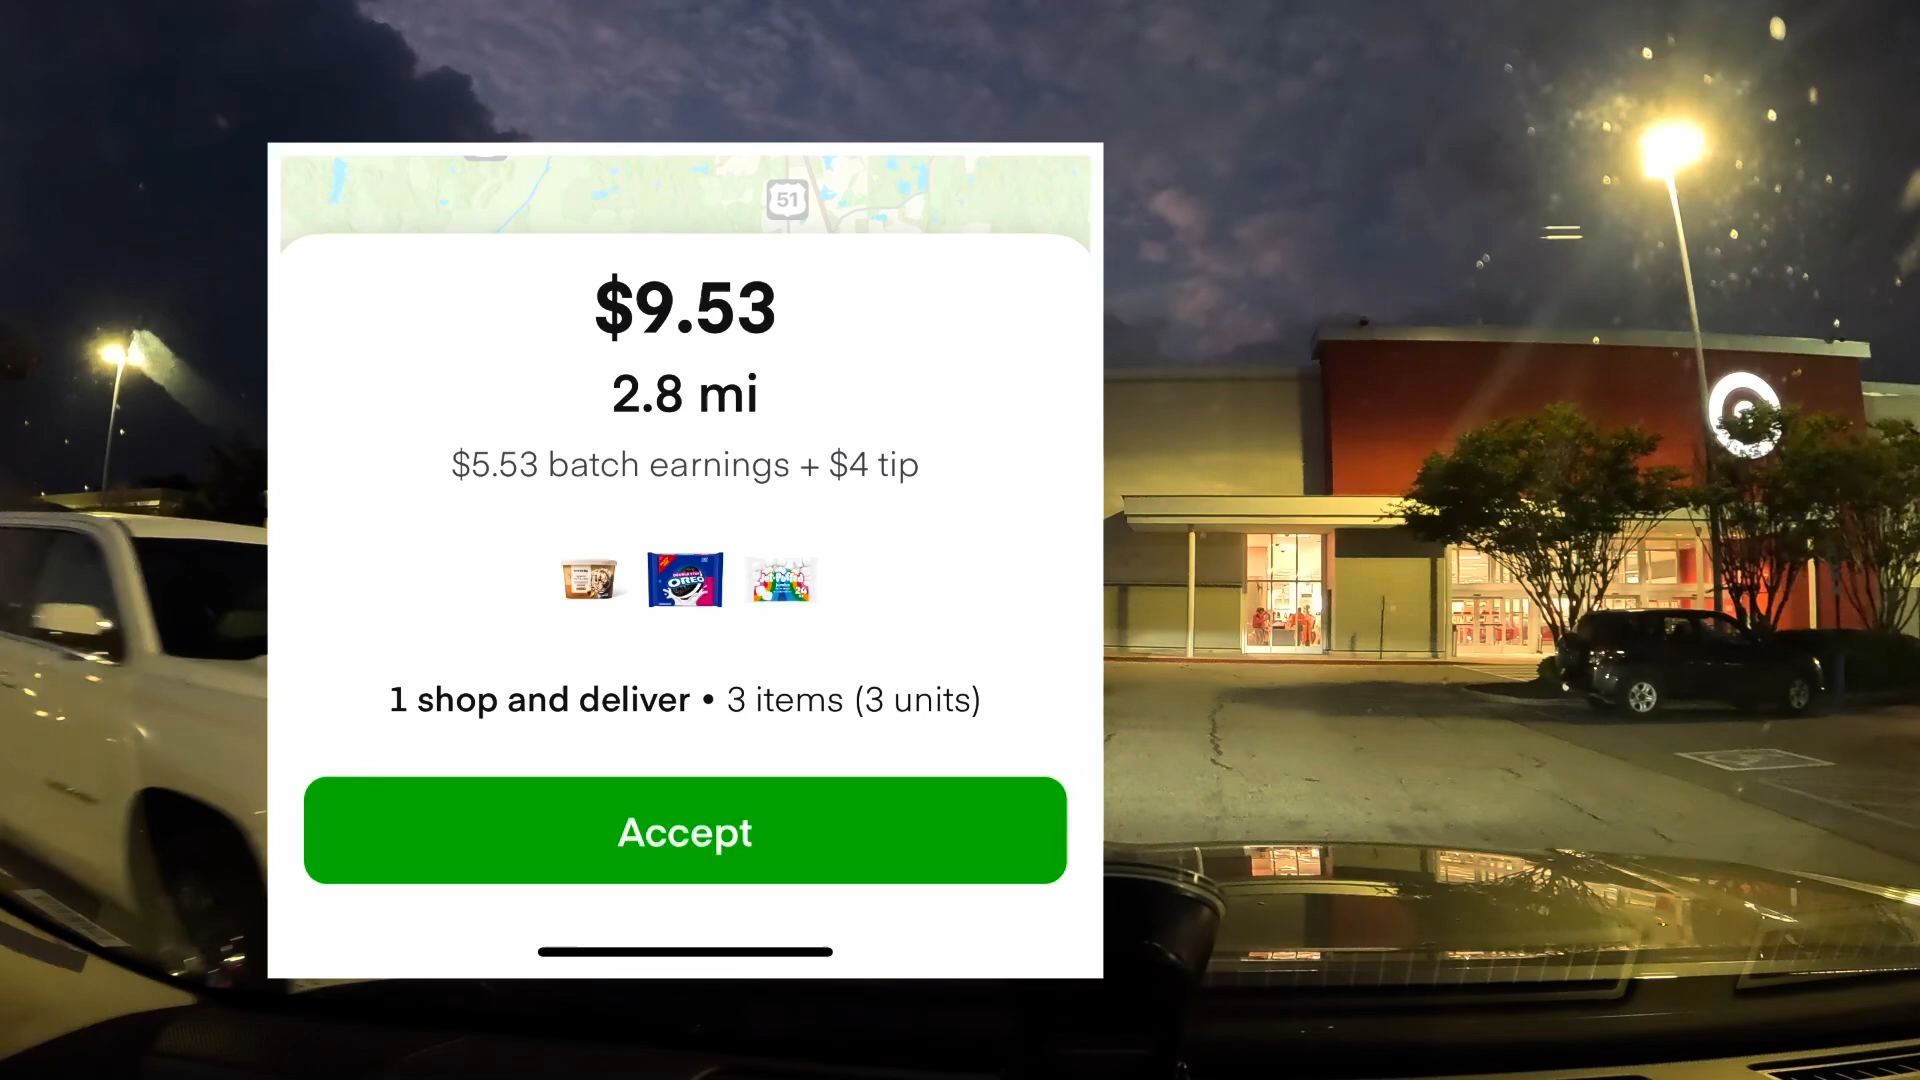 51
$9.53
2.8 mi
$5.53 batch earnings + $4 tip
OREO
1 shop and deliver • 3 items (3 units)
Accept